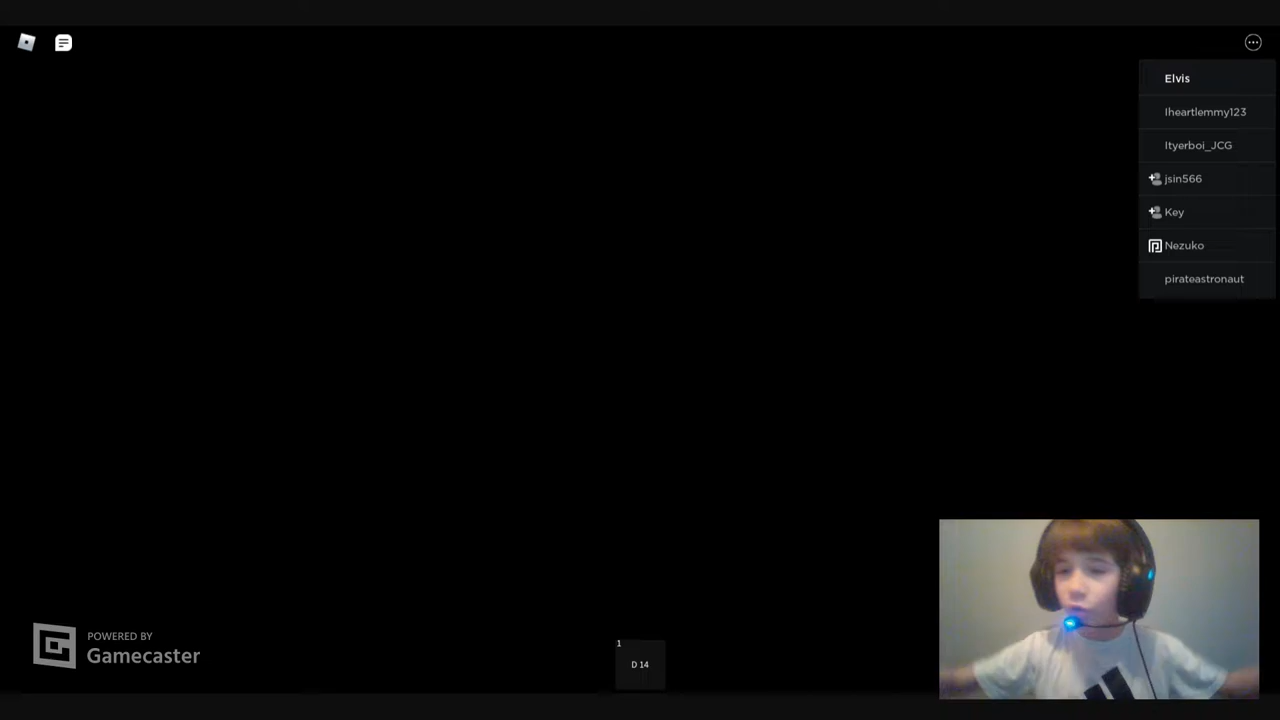 Elvis
Iheartlemmy123
Ityerboi_JCG
jsin566
Key
Nezuko
pirateastronaut
POWERED BY
Gamecaster
1
D 14